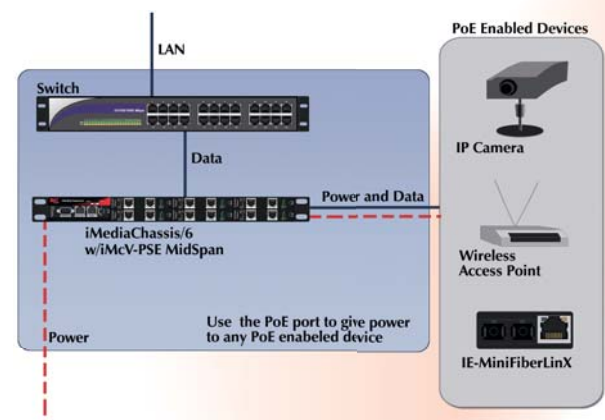 PoE Enabled Devices
LAN
Switch
IP Camera
Data
Power and Data
iMediaChassis/6
w/iMcV-PSE MidSpan
Wireless
Access Point
Use the PoE port to give power
to any PoE enabeled device
Power
IE-MiniFiberLinX